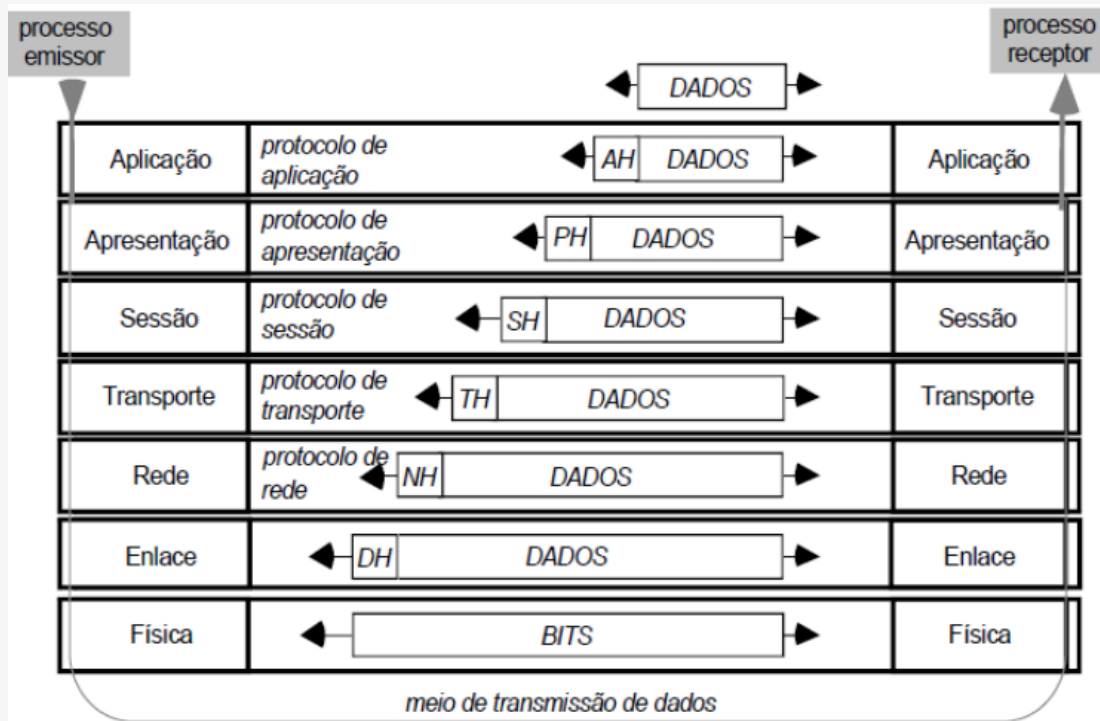 processo
emissor
processo
receptor
DADOS
Aplicação
protocolo de
aplicação
AH
DADOS
Aplicação
Apresentação
protocolo de
apresentação
PH
DADOS
Apresentação
Sessão
protocolo de
sessão
SH
DADOS
Sessão
Transporte
protocolo de
transporte
TH
DADOS
Transporte
Rede
protocolo de
rede
NH
DADOS
Rede
Enlace
DH
DADOS
Enlace
Física
BITS
Física
meio de transmissão de dados